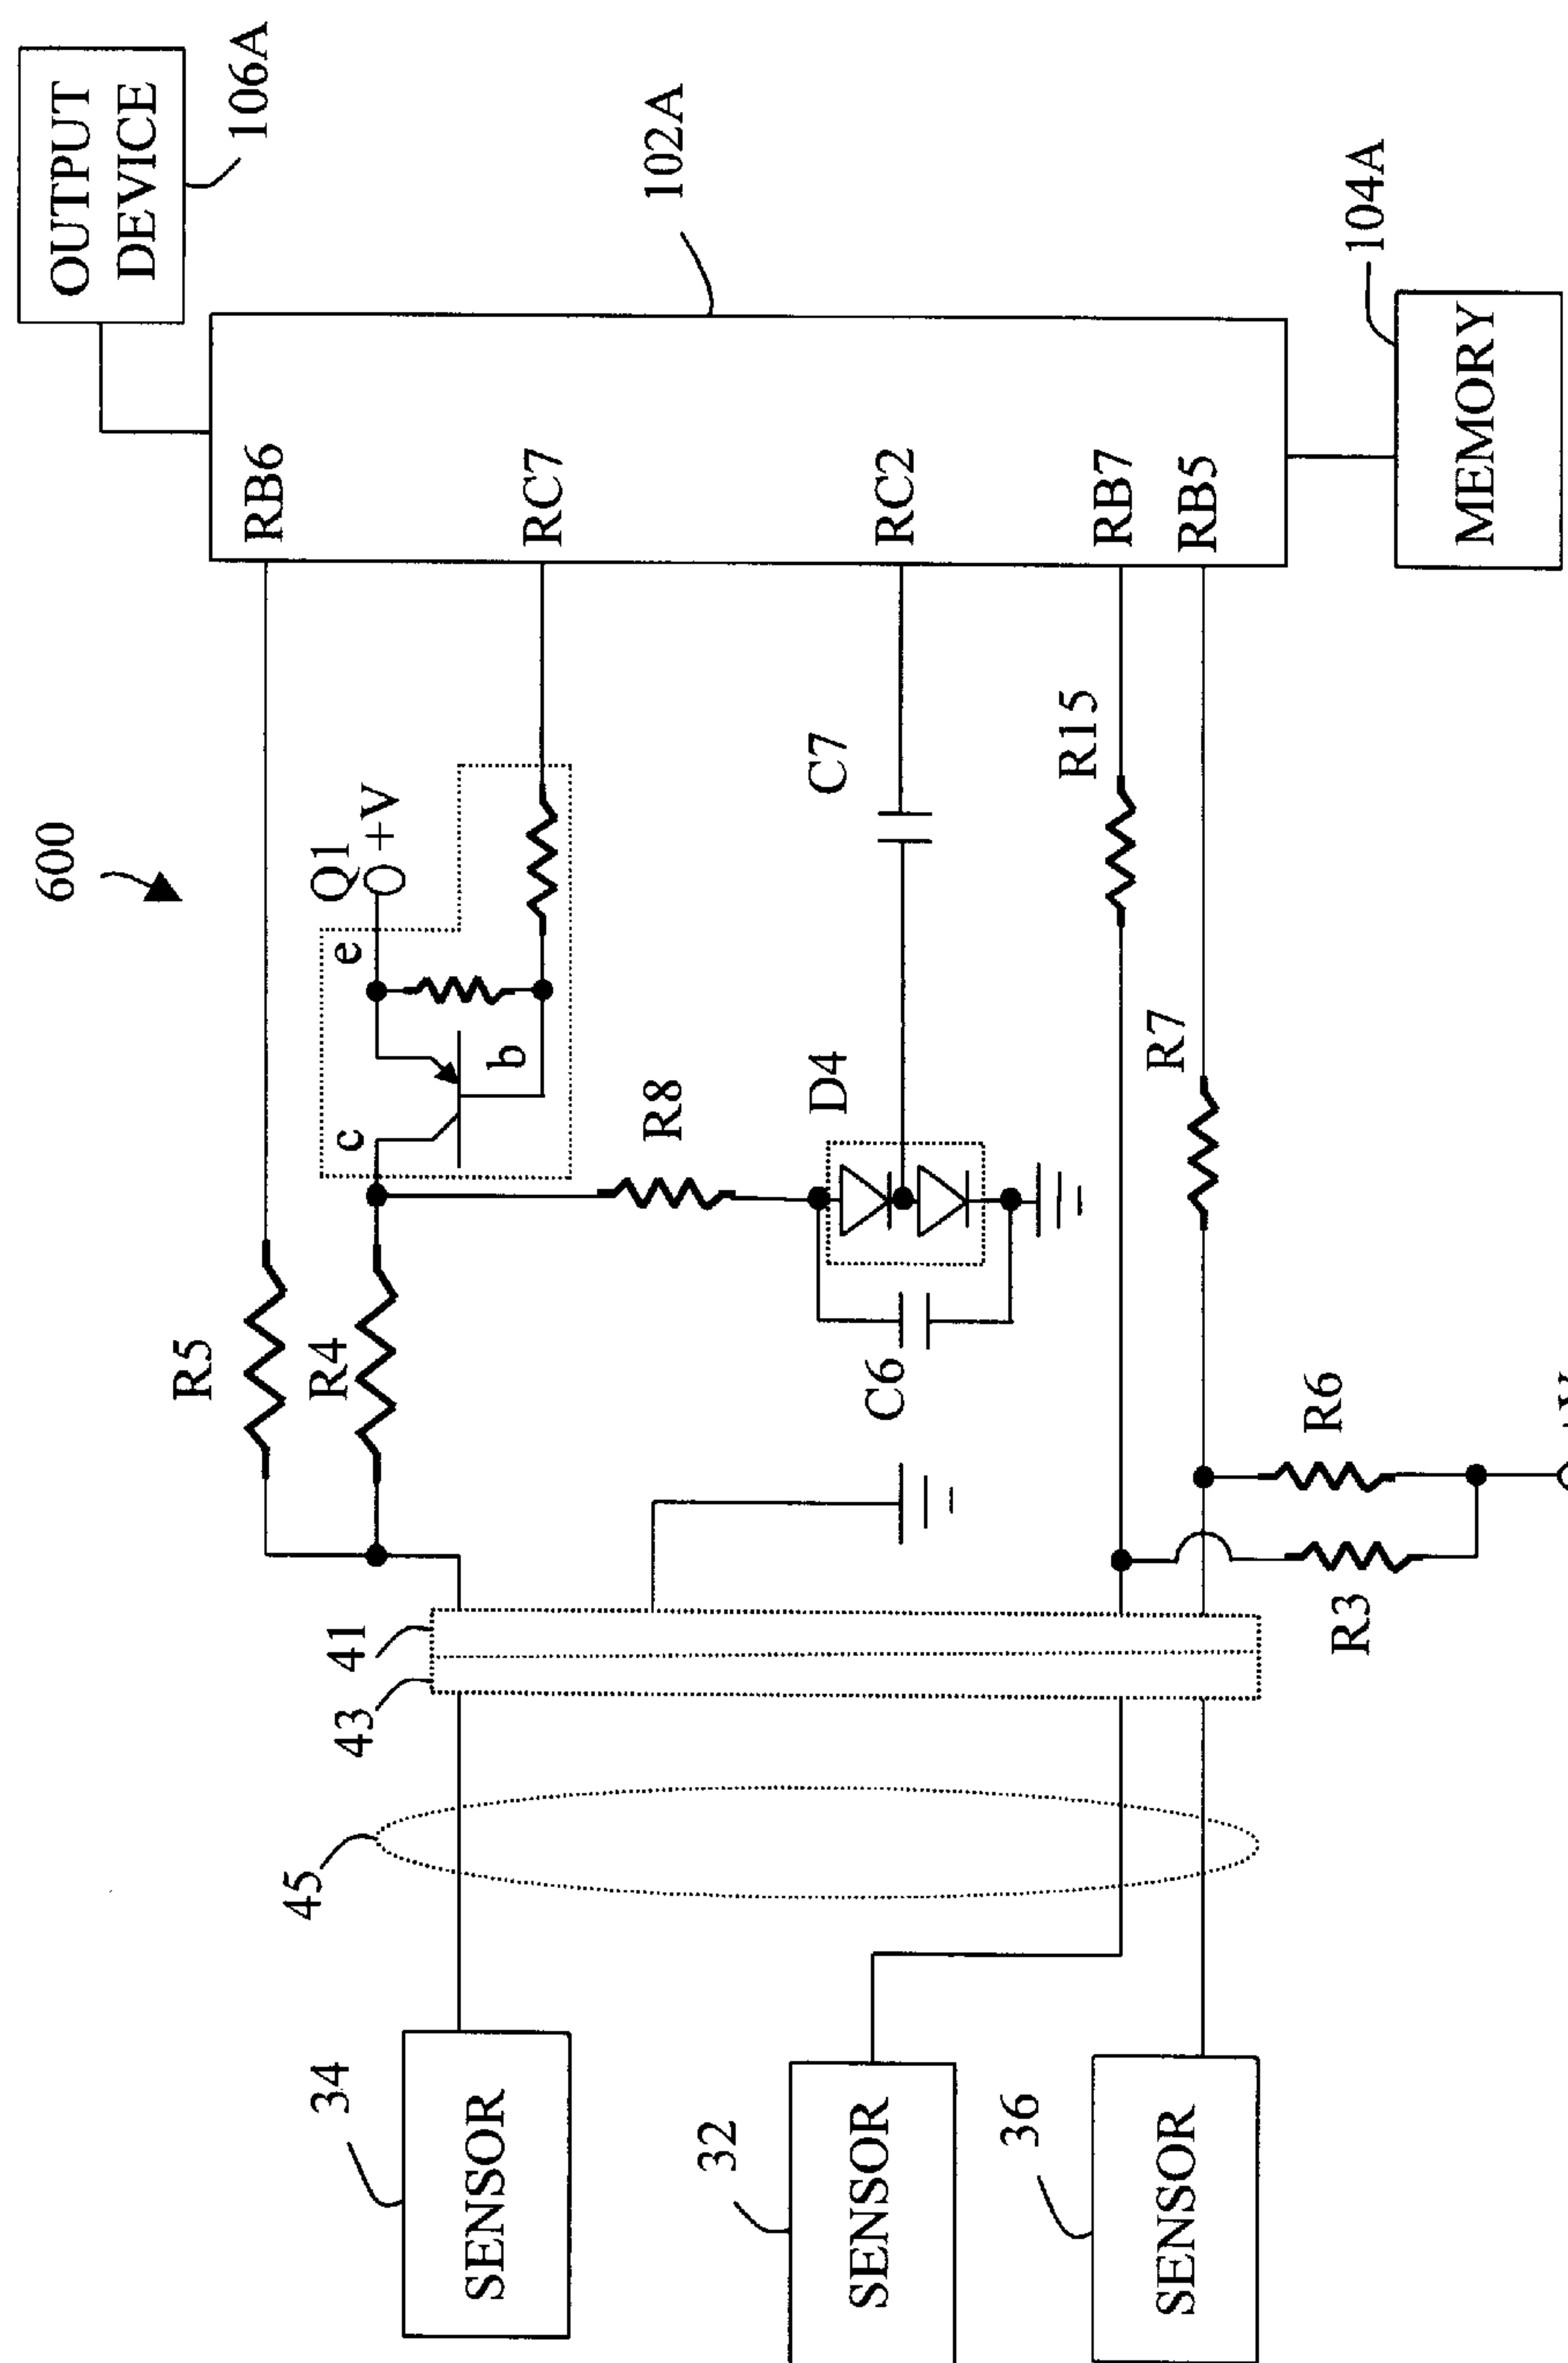 600
OUTPUT
DEVICE
106A
R5
RB6
34
45
43
41
R4
c
e
Q1
+V
SENSOR
b
RC7
R8
102A
32
D4
C7
SENSOR
C6
RC2
36
R15
RB7
SENSOR
R7
RB5
R3
R6
104A
MEMORY